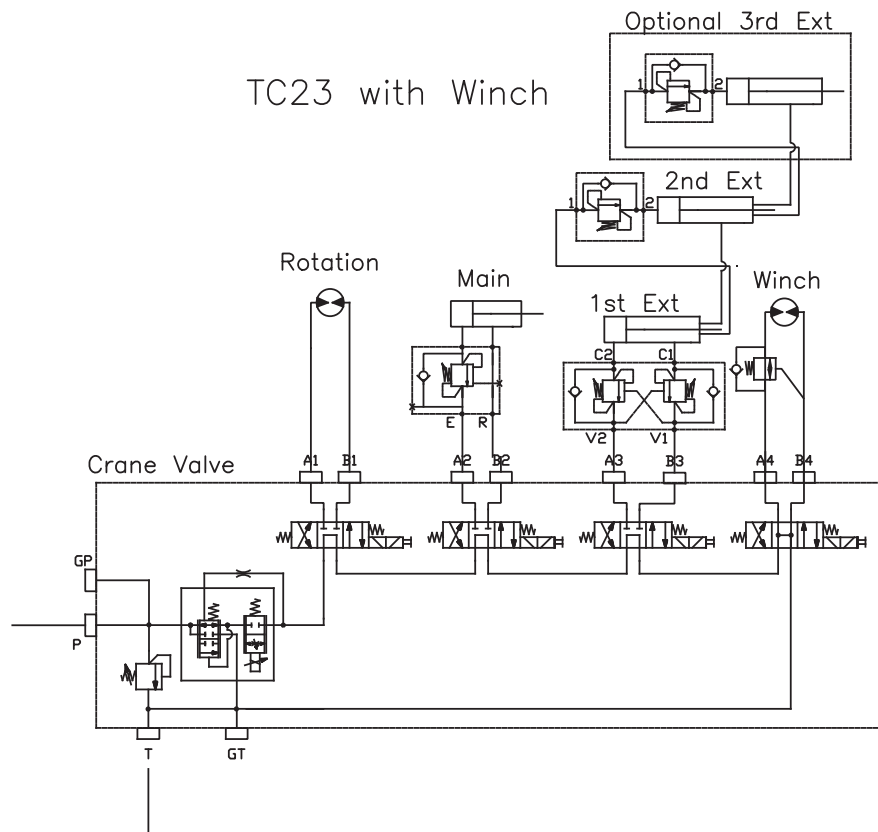 Optional 3rd Ext
TC23 with Winch
1 2
2nd Ext
1 2
Rotation
Main
1st Ext
Winch
C2 C1
E R
V2 V1
Crane Valve
A1 B1 A2 B2 A3 B3 A4 B4
GP
P
T GT